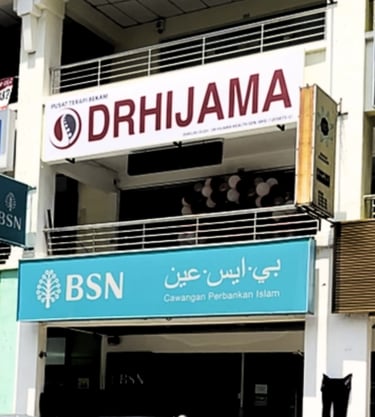 PUSAT TERAPI BEKAM
DRHIJAMA
BSN
BSN
بي.ايس.عين
Cawangan Perbankan Islam
BSN